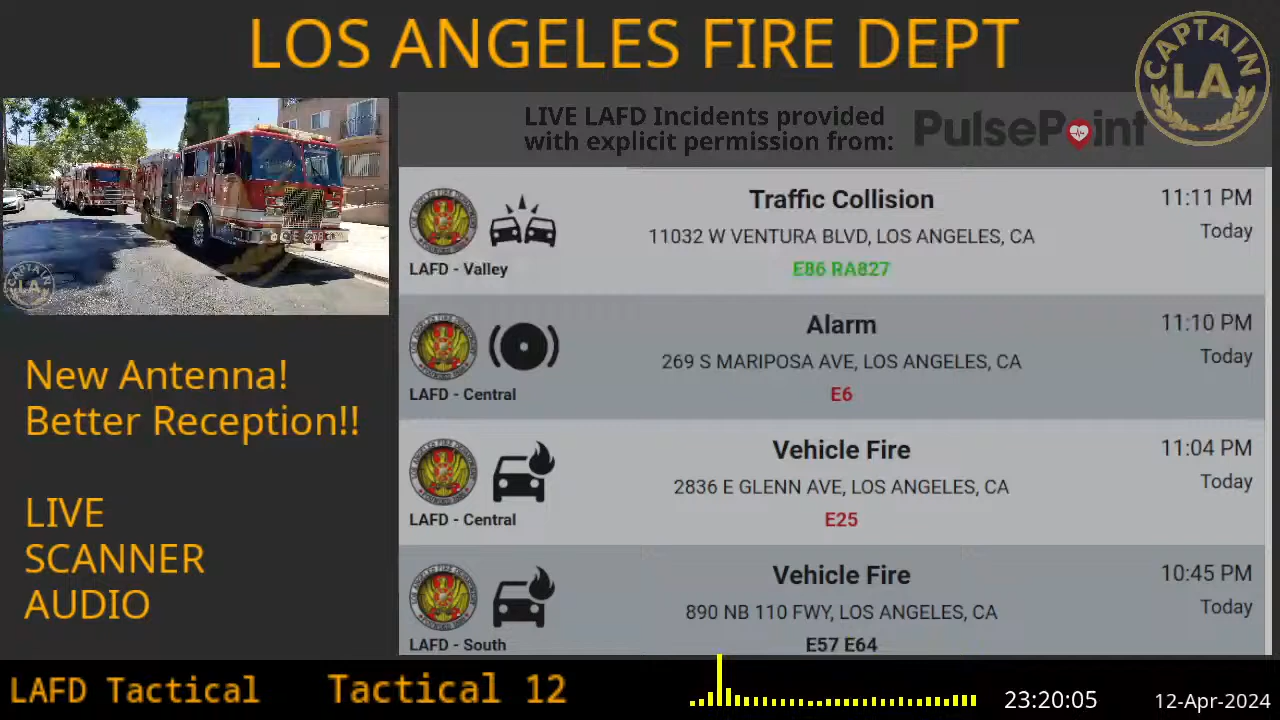 LOS ANGELES FIRE DEPT
CAPTAIN
LA
LIVE LAFD Incidents provided
with explicit permission from:
PulsePoint
Traffic Collision
11:11 PM
11032 W VENTURA BLVD, LOS ANGELES, CA
Today
LAFD - Valley
E86 RA827
Alarm
11:10 PM
269 S MARIPOSA AVE, LOS ANGELES, CA
Today
LAFD - Central
E6
Vehicle Fire
11:04 PM
2836 E GLENN AVE, LOS ANGELES, CA
Today
LAFD - Central
E25
Vehicle Fire
10:45 PM
890 NB 110 FWY, LOS ANGELES, CA
Today
LAFD - South
E57 E64
CAPTAIN
LA
New Antenna!
Better Reception!!
LIVE
SCANNER
AUDIO
LAFD Tactical
Tactical 12
23:20:05
12-Apr-2024